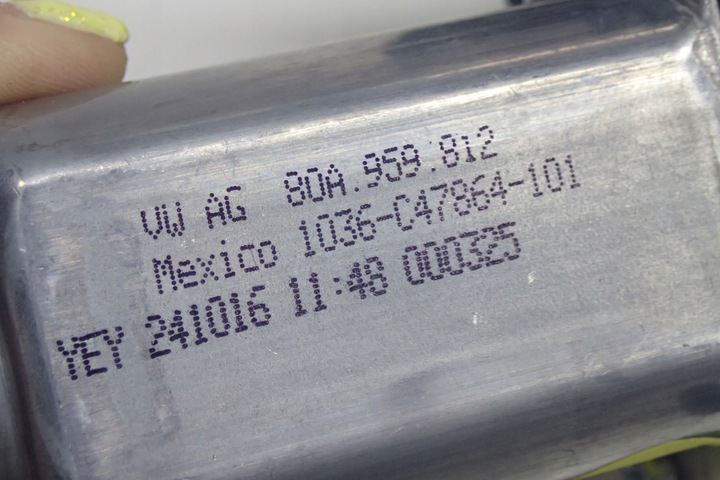 VW AG 80A.959.812
Mexico 1036-C47864-101
YEY 241016 11:48 000325